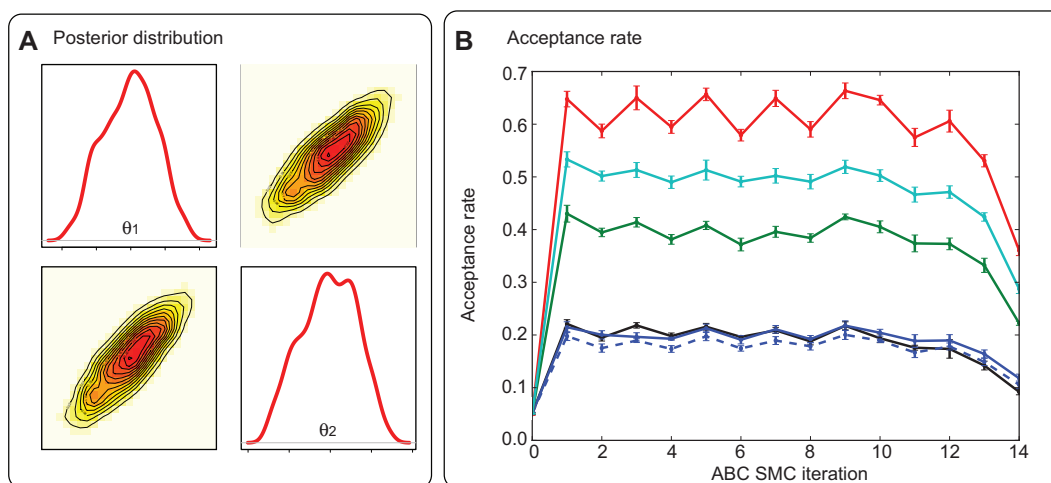 A Posterior distribution
θ1
θ2
B Acceptance rate
Acceptance rate
0.7
0.6
0.5
0.4
0.3
0.2
0.1
0.0
0 2 4 6 8 10 12 14
ABC SMC iteration